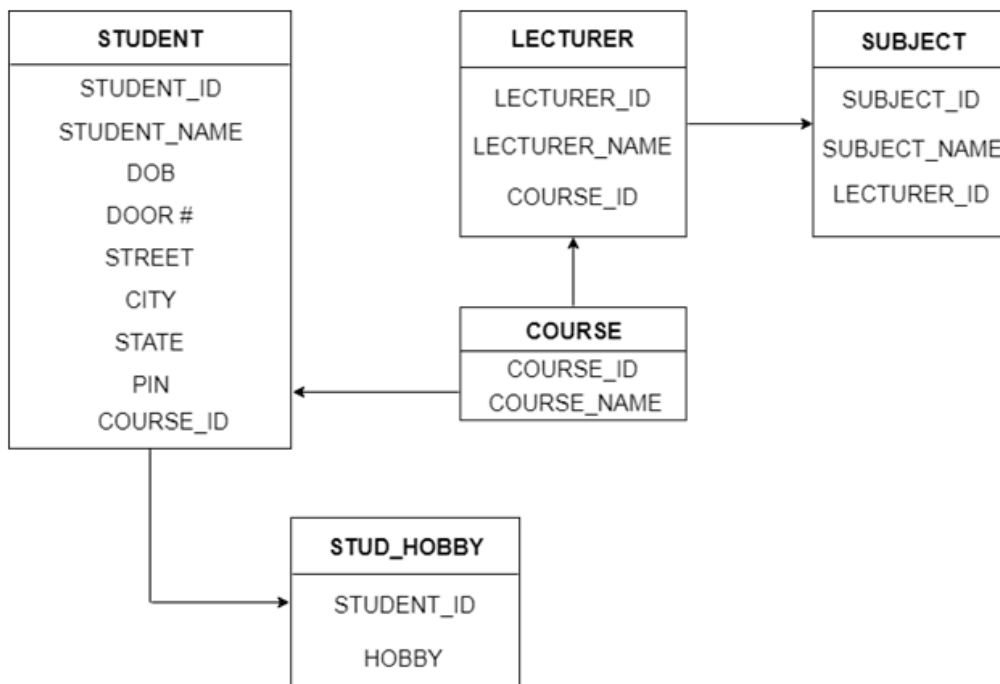 STUDENT
STUDENT_ID
STUDENT_NAME
DOB
DOOR #
STREET
CITY
STATE
PIN
COURSE_ID
LECTURER
LECTURER_ID
LECTURER_NAME
COURSE_ID
SUBJECT
SUBJECT_ID
SUBJECT_NAME
LECTURER_ID
COURSE
COURSE_ID
COURSE_NAME
STUD_HOBBY
STUDENT_ID
HOBBY